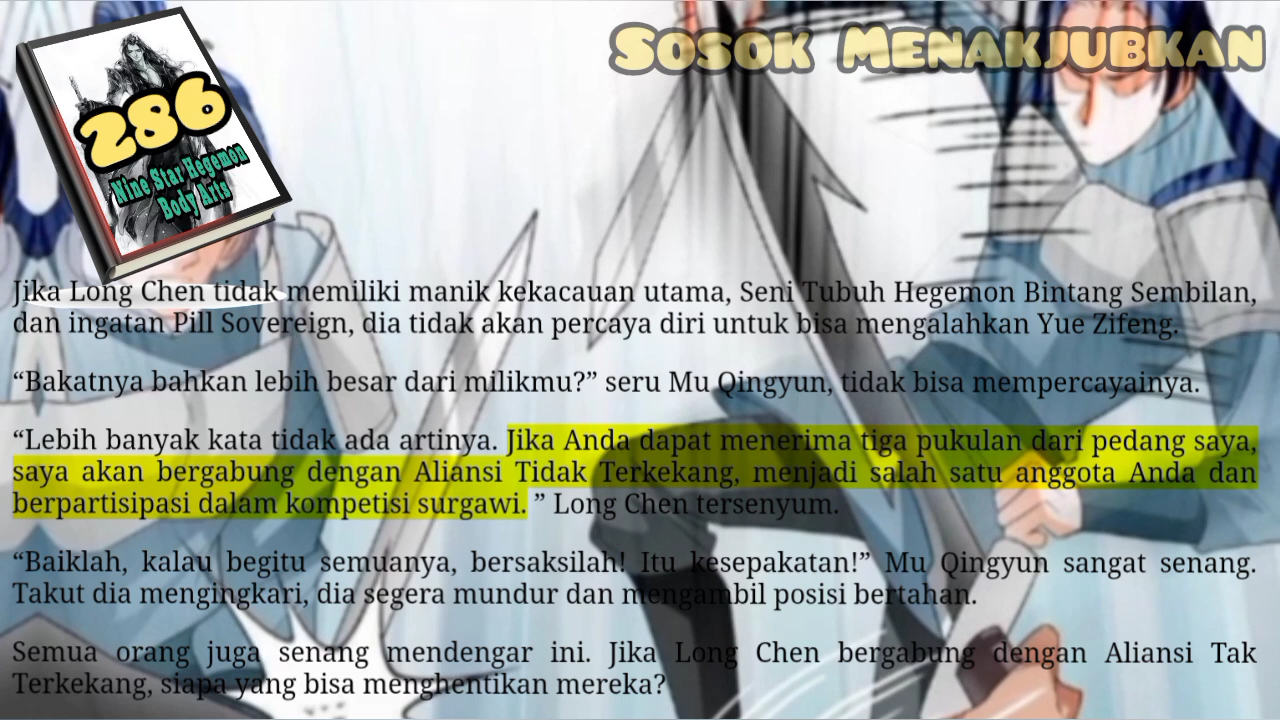 Sosok Menakjubkan
286
Nine Star Hegemon
Body Arts
Jika Long Chen tidak memiliki manik kekacauan utama, Seni Tubuh Hegemon Bintang Sembilan,
dan ingatan Pill Sovereign, dia tidak akan percaya diri untuk bisa mengalahkan Yue Zifeng.
“Bakatnya bahkan lebih besar dari milikmu?” seru Mu Qingyun, tidak bisa mempercayainya.
“Lebih banyak kata tidak ada artinya. Jika Anda dapat menerima tiga pukulan dari pedang saya,
saya akan bergabung dengan Aliansi Tidak Terkekang, menjadi salah satu anggota Anda dan
berpartisipasi dalam kompetisi surgawi. ” Long Chen tersenyum.
“Baiklah, kalau begitu semuanya, bersaksilah! Itu kesepakatan!” Mu Qingyun sangat senang.
Takut dia mengingkari, dia segera mundur dan mengambil posisi bertahan.
Semua orang juga senang mendengar ini. Jika Long Chen bergabung dengan Aliansi Tak
Terkekang, siapa yang bisa menghentikan mereka?